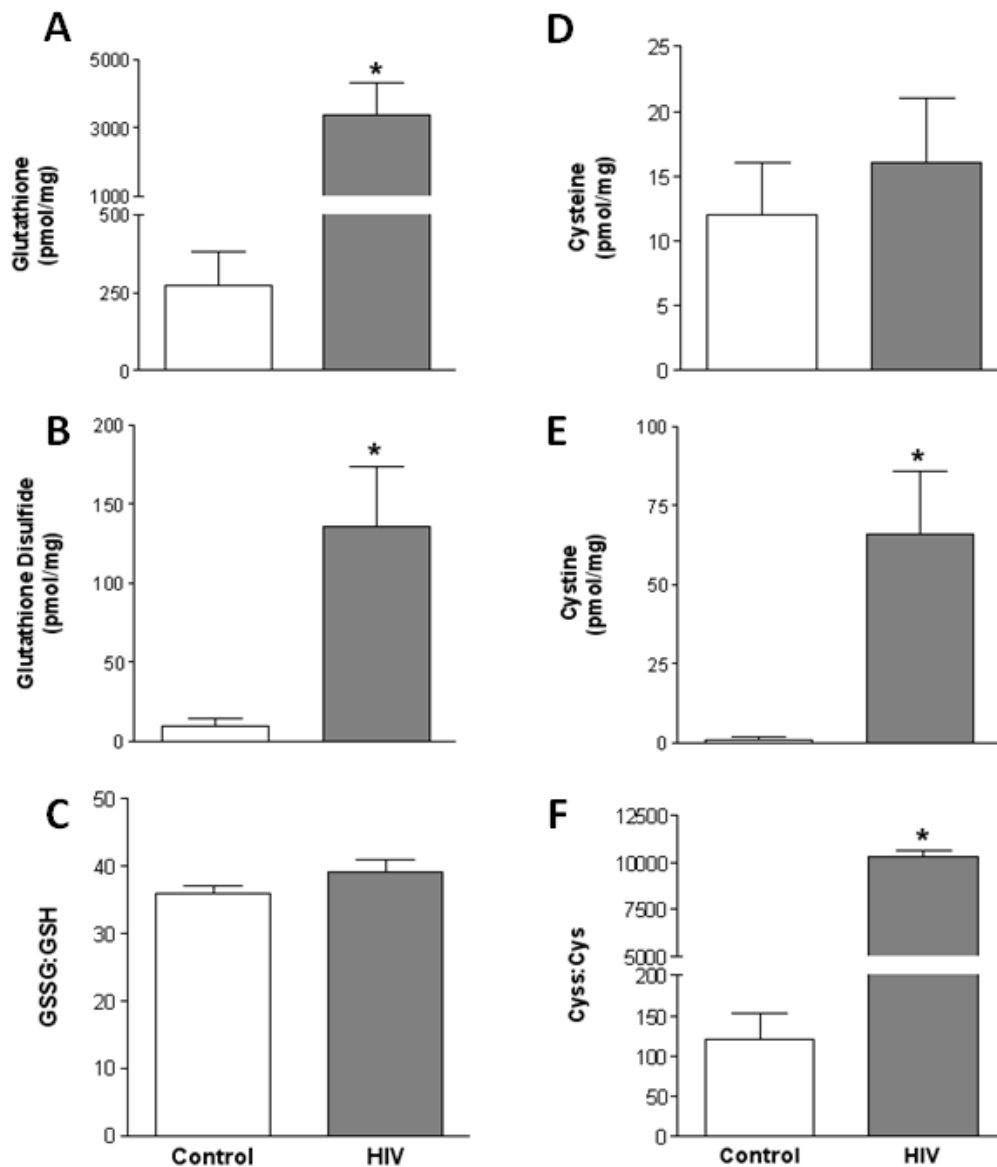 A
Glutathione
(pmol/mg)
5000
3000
1000
500
250
0
*
B
Glutathione Disulfide
(pmol/mg)
200
150
100
50
0
*
C
GSSG:GSH
50
40
30
20
10
0
Control HIV
D
Cysteine
(pmol/mg)
25
20
15
10
5
0
E
Cystine
(pmol/mg)
100
75
50
25
0
*
F
Cyss:Cys
12500
10000
7500
5000
200
150
100
50
0
*
Control HIV